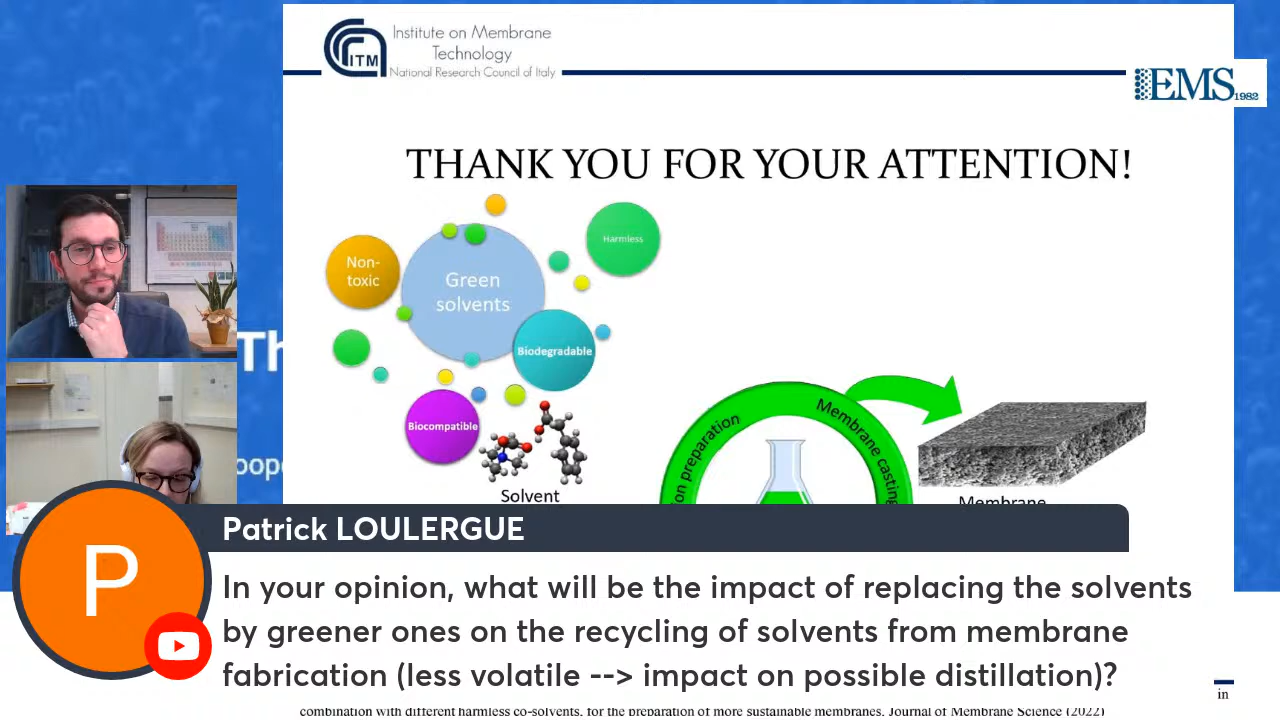 Institute on Membrane
Technology
ITM
National Research Council of Italy
EMS
1982
THANK YOU FOR YOUR ATTENTION!
Harmless
Non-
toxic
Green
solvents
Biodegradable
Biocompatible
Solvent
preparation
Membrane casting
Membrane
Th
Patrick LOULERGUE
P
In your opinion, what will be the impact of replacing the solvents
by greener ones on the recycling of solvents from membrane
fabrication (less volatile --> impact on possible distillation)?
in
combination with different harmless co-solvents, for the preparation of more sustainable membranes. Journal of Membrane Science (2022)